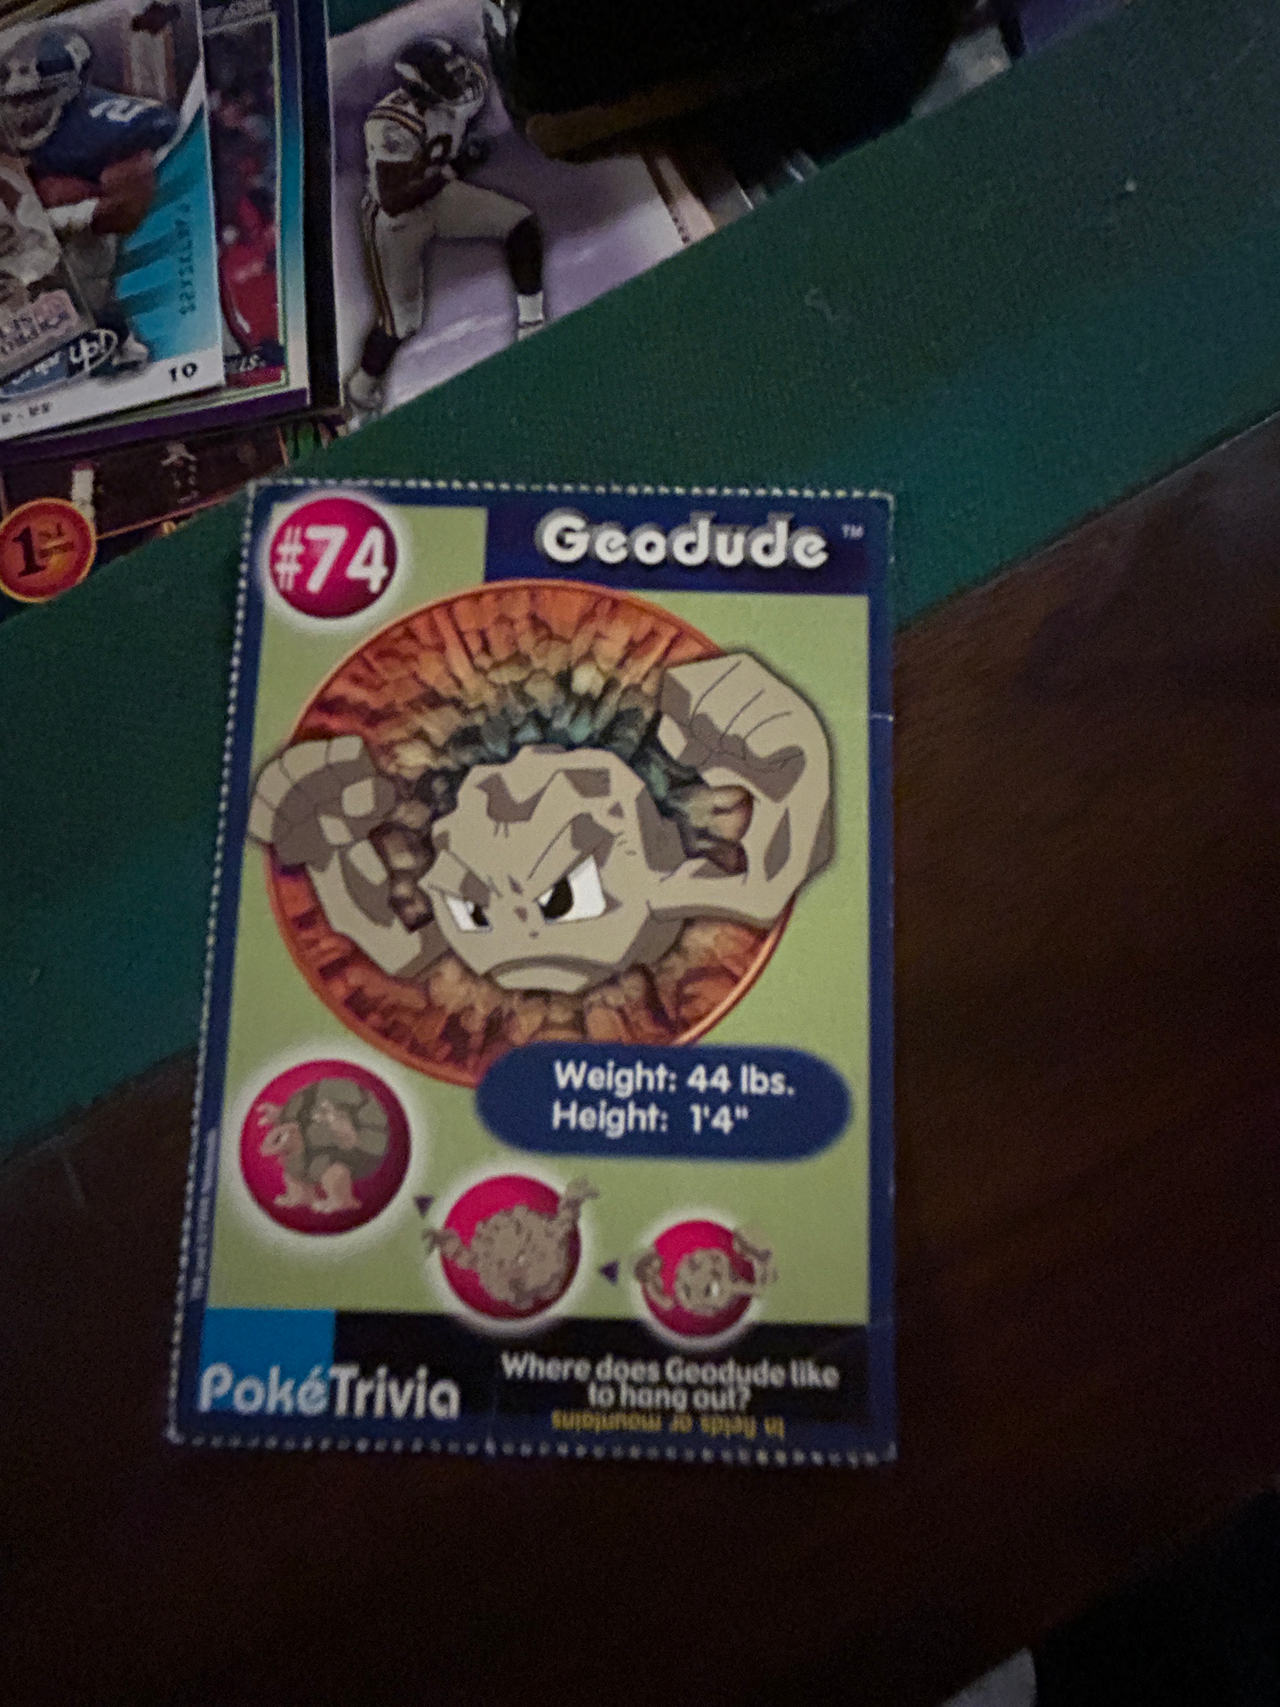 10
1st
#74
Geodude™
Weight: 44 lbs.
Height: 1'4"
PokéTrivia
Where does Geodude like
to hang out?
In fields or mountains